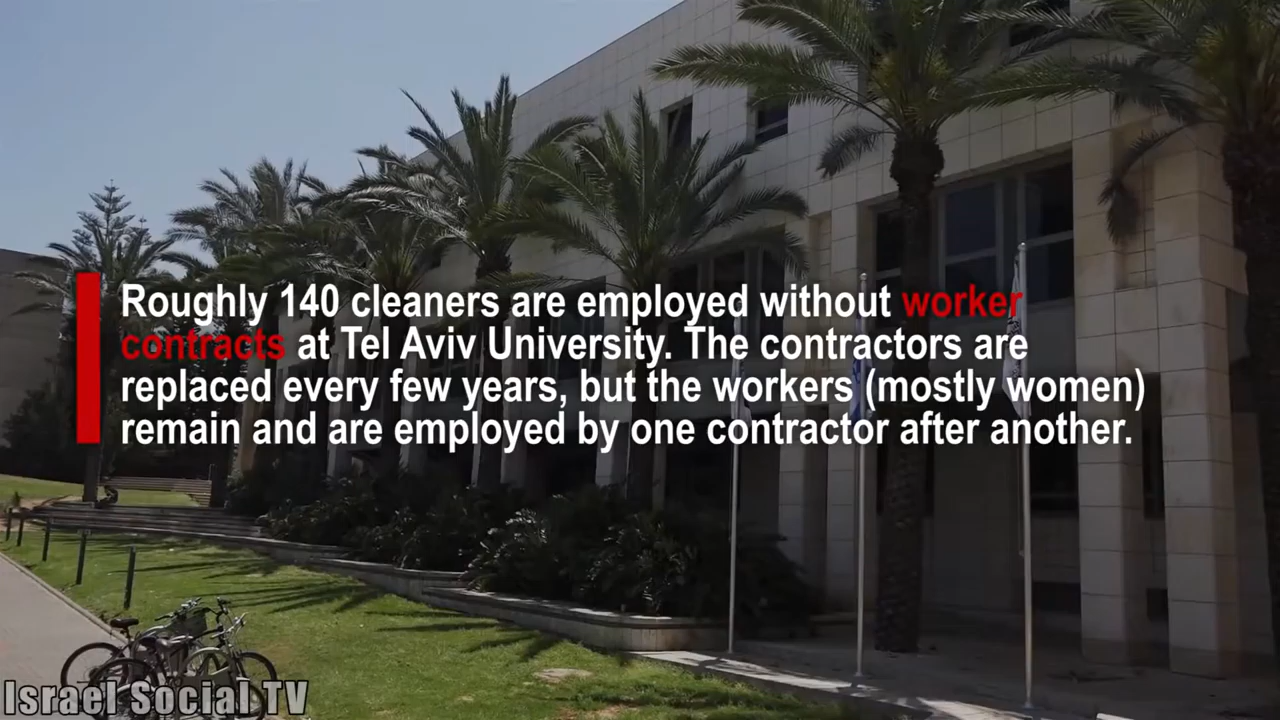 Roughly 140 cleaners are employed without worker
contracts at Tel Aviv University. The contractors are
replaced every few years, but the workers (mostly women)
remain and are employed by one contractor after another.
Israel Social TV